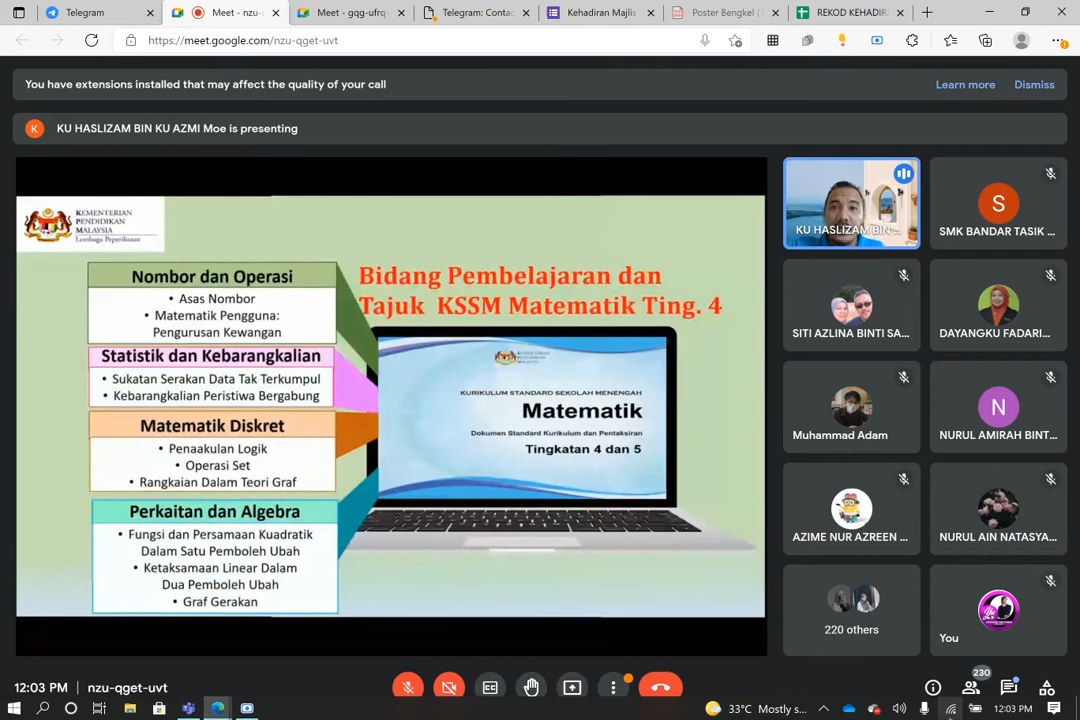 Telegram
Meet - nzu-
Meet - gqg-ufrq-
Telegram: Contac
Kehadiran Majlis
Poster Bengkel (1
REKOD KEHADIRA
https://meet.google.com/nzu-qget-uvt
You have extensions installed that may affect the quality of your call
Learn more
Dismiss
K
KU HASLIZAM BIN KU AZMI Moe is presenting
KEMENTERIAN
PENDIDIKAN
MALAYSIA
Lembaga Peperiksaan
Bidang Pembelajaran dan
Tajuk KSSM Matematik Ting. 4
Nombor dan Operasi
• Asas Nombor
• Matematik Pengguna:
Pengurusan Kewangan
Statistik dan Kebarangkalian
• Sukatan Serakan Data Tak Terkumpul
• Kebarangkalian Peristiwa Bergabung
Matematik Diskret
• Penaakulan Logik
• Operasi Set
• Rangkaian Dalam Teori Graf
Perkaitan dan Algebra
• Fungsi dan Persamaan Kuadratik
Dalam Satu Pemboleh Ubah
• Ketaksamaan Linear Dalam
Dua Pemboleh Ubah
• Graf Gerakan
KURIKULUM STANDARD SEKOLAH MENENGAH
Matematik
Dokumen Standard Kurikulum dan Pentaksiran
Tingkatan 4 dan 5
KU HASLIZAM BIN ...
S
SMK BANDAR TASIK ...
SITI AZLINA BINTI SA...
DAYANGKU FADARI...
Muhammad Adam
N
NURUL AMIRAH BINT...
AZIME NUR AZREEN ...
NURUL AIN NATASYA...
220 others
You
12:03 PM | nzu-qget-uvt
230
33°C Mostly s...
12:03 PM